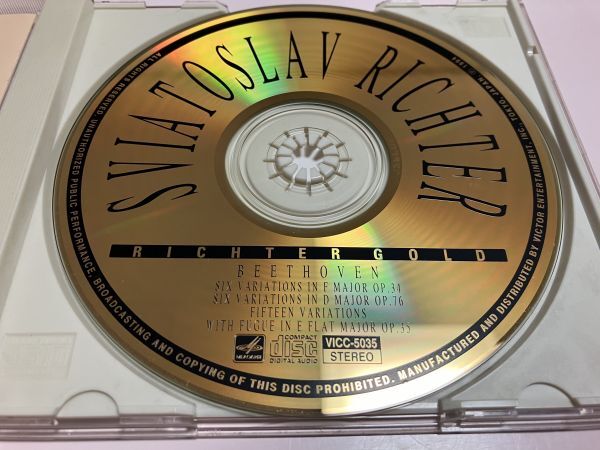 SVIATOSLAV RICHTER
RICHTER GOLD
BEETHOVEN
SIX VARIATIONS IN F MAJOR OP.34
SIX VARIATIONS IN D MAJOR OP.76
FIFTEEN VARIATIONS
WITH FUGUE IN E FLAT MAJOR OP.35
COMPACT
disc
DIGITAL AUDIO
VICC-5035
STEREO
ALL RIGHTS RESERVED. UNAUTHORIZED PUBLIC PERFORMANCE, BROADCASTING AND COPYING OF THIS DISC PROHIBITED. MANUFACTURED AND DISTRIBUTED BY VICTOR ENTERTAINMENT, INC., TOKYO, JAPAN